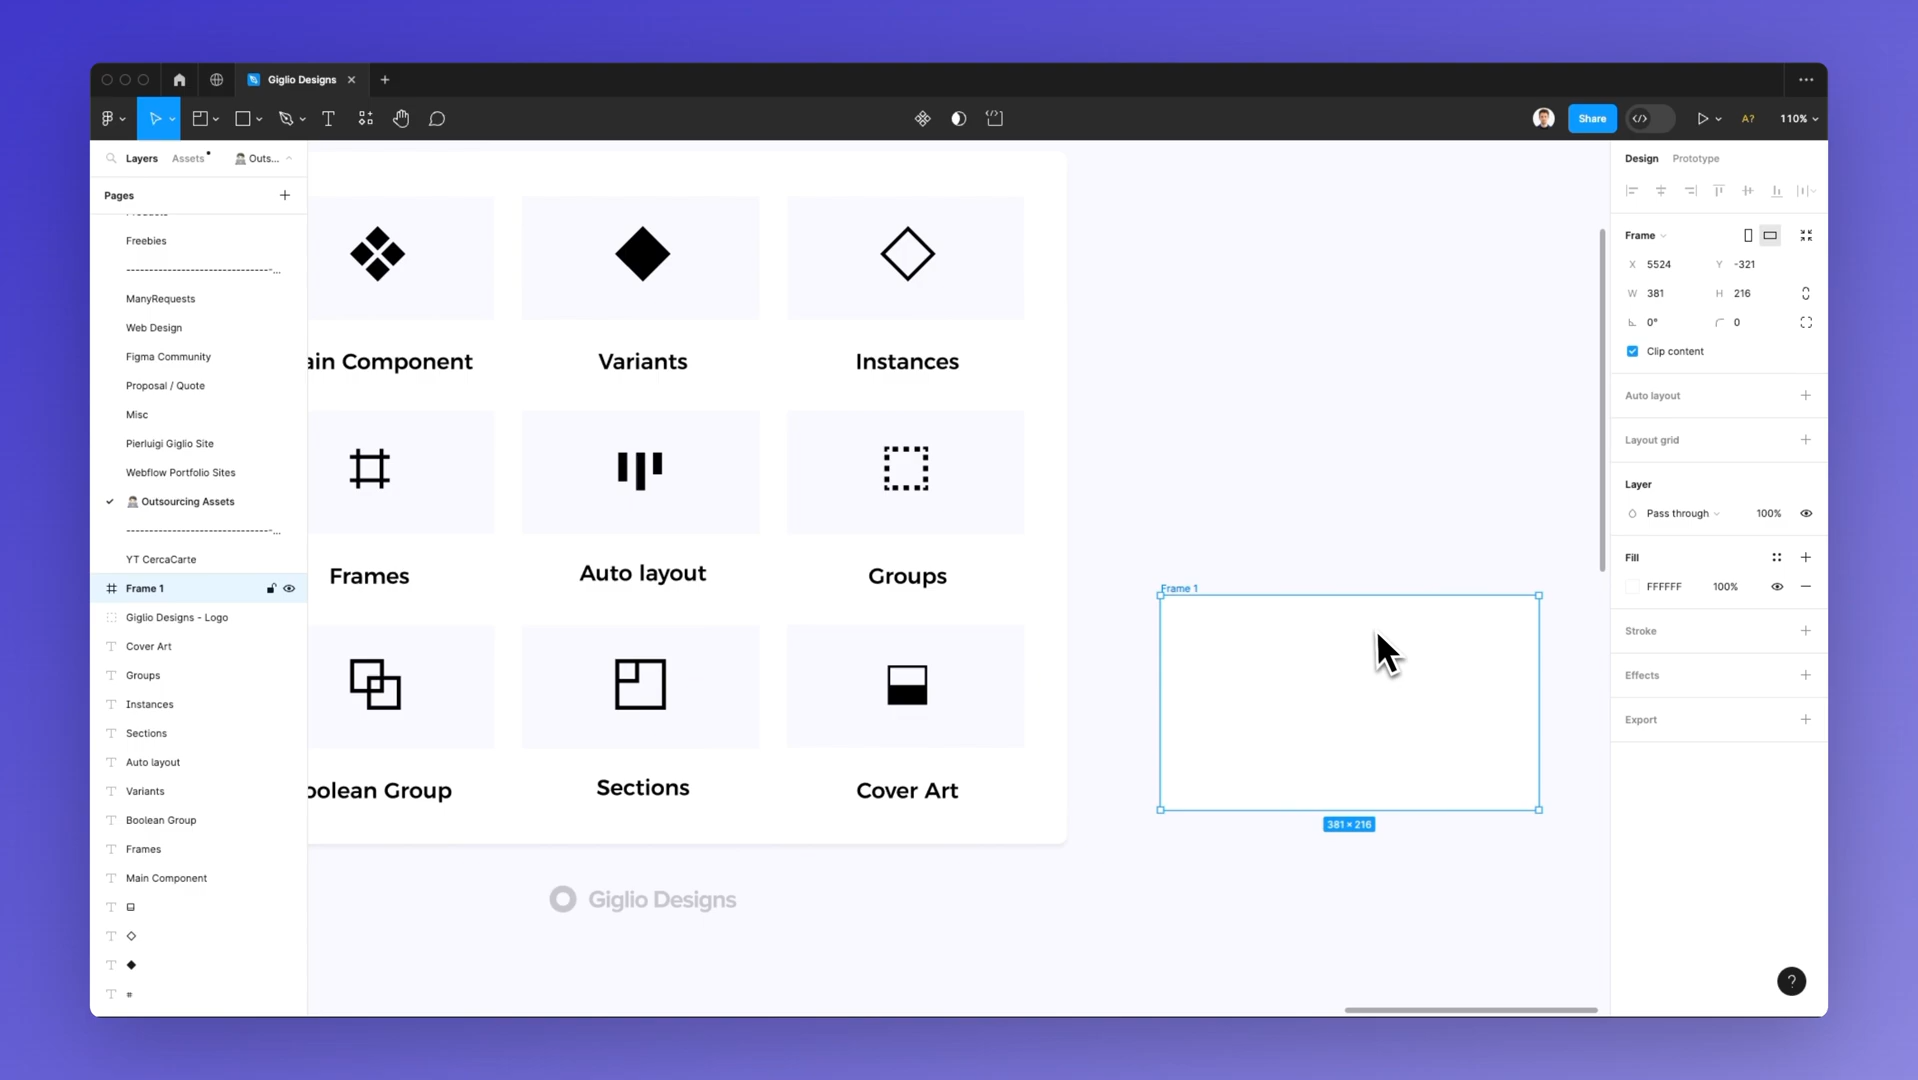 Giglio Designs
Share
A?
110%
Layers
Assets
Outs...
Pages
Freebies
--------------------------------...
ManyRequests
Web Design
Figma Community
Proposal / Quote
Misc
Pierluigi Giglio Site
Webflow Portfolio Sites
Outsourcing Assets
--------------------------------...
YT CercaCarte
Frame 1
Giglio Designs - Logo
Cover Art
Groups
Instances
Sections
Auto layout
Variants
Boolean Group
Frames
Main Component
ain Component
Variants
Instances
Frames
Auto layout
Groups
oolean Group
Sections
Cover Art
Giglio Designs
Frame 1
381 × 216
Design
Prototype
Frame
X 5524
Y -321
W 381
H 216
0°
0
Clip content
Auto layout
Layout grid
Layer
Pass through
100%
Fill
FFFFFF
100%
Stroke
Effects
Export
?